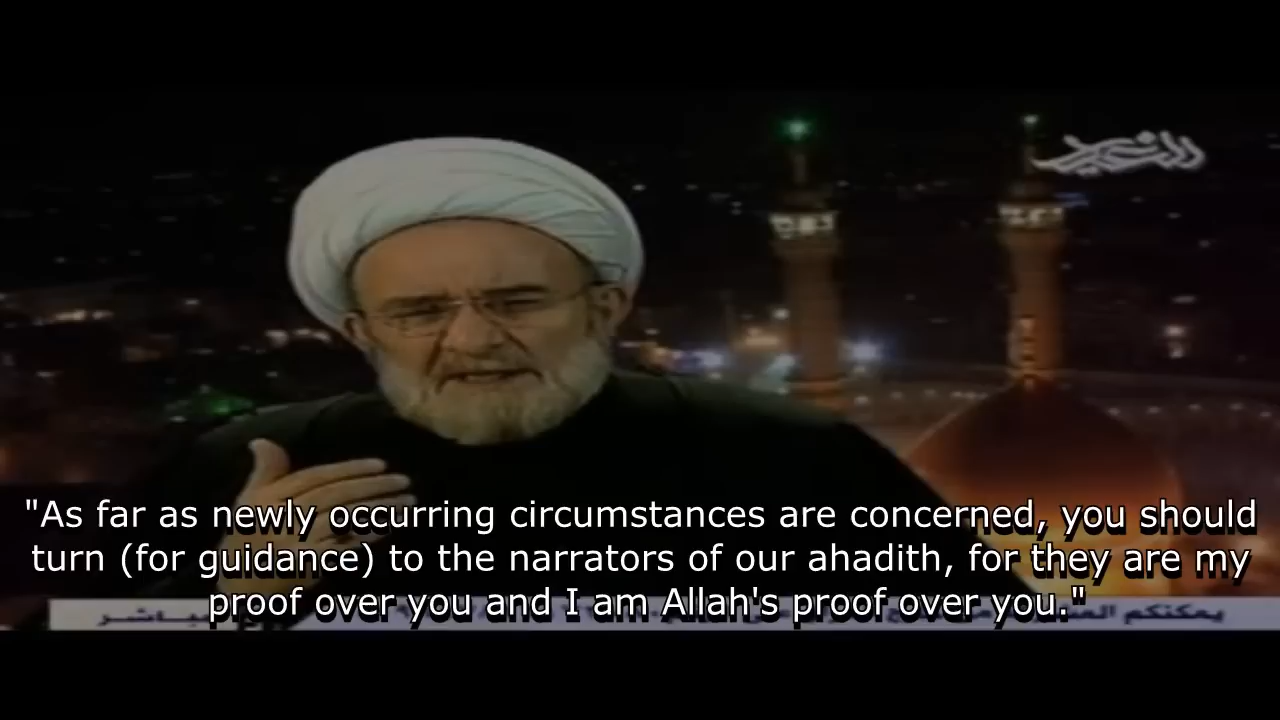 "As far as newly occurring circumstances are concerned, you should
turn (for guidance) to the narrators of our ahadith, for they are my
proof over you and I am Allah's proof over you."
يمكنكم